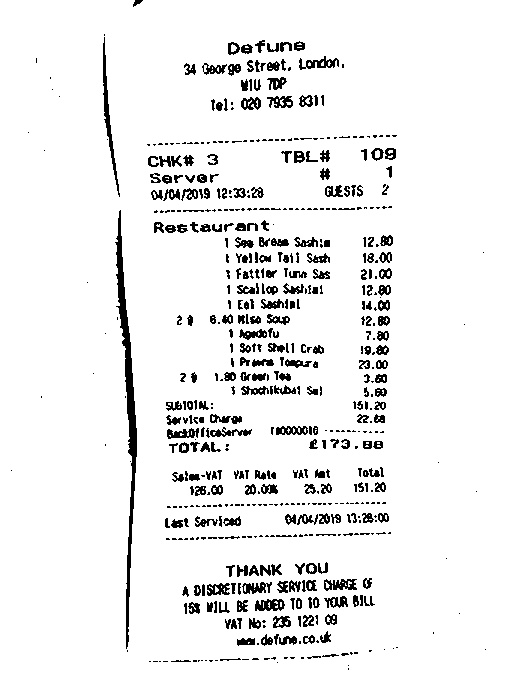 Defune
34 George Street, London,
W1U 7DP
Tel: 020 7935 8311
CHK# 3 TBL# 109
Server # 1
04/04/2019 12:33:28 GUESTS 2
Restaurant
1 Sea Bream Sashim 12.80
1 Yellow Tail Sash 18.00
1 Fattier Tuna Sas 21.00
1 Scallop Sashimi 12.80
1 Eel Sashimi 14.00
2 @ 6.40 Miso Soup 12.80
1 Agedofu 7.80
1 Soft Shell Crab 19.80
1 Prawns Tempura 23.00
2 @ 1.80 Green Tea 3.60
1 Shochikubai Sml 5.60
SUBTOTAL: 151.20
Service Charge 22.68
BackOfficeServer T00000010
TOTAL: £173.88
Sales-VAT VAT Rate VAT Amt Total
126.00 20.00% 25.20 151.20
Last Serviced 04/04/2019 13:28:00
THANK YOU
A DISCRETIONARY SERVICE CHARGE OF
15% WILL BE ADDED TO TO YOUR BILL
VAT No: 235 1221 09
www.defune.co.uk